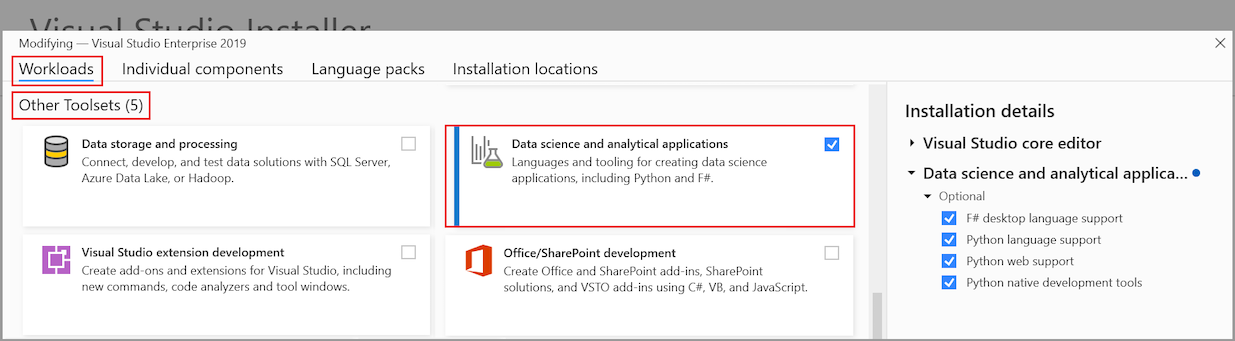 Visual Studio Installer
Modifying — Visual Studio Enterprise 2019
Workloads
Individual components
Language packs
Installation locations
Other Toolsets (5)
Data storage and processing
Connect, develop, and test data solutions with SQL Server,
Azure Data Lake, or Hadoop.
Data science and analytical applications
Languages and tooling for creating data science
applications, including Python and F#.
Visual Studio extension development
Create add-ons and extensions for Visual Studio, including
new commands, code analyzers and tool windows.
Office/SharePoint development
Create Office and SharePoint add-ins, SharePoint
solutions, and VSTO add-ins using C#, VB, and JavaScript.
Installation details
Visual Studio core editor
Data science and analytical applica...
Optional
F# desktop language support
Python language support
Python web support
Python native development tools